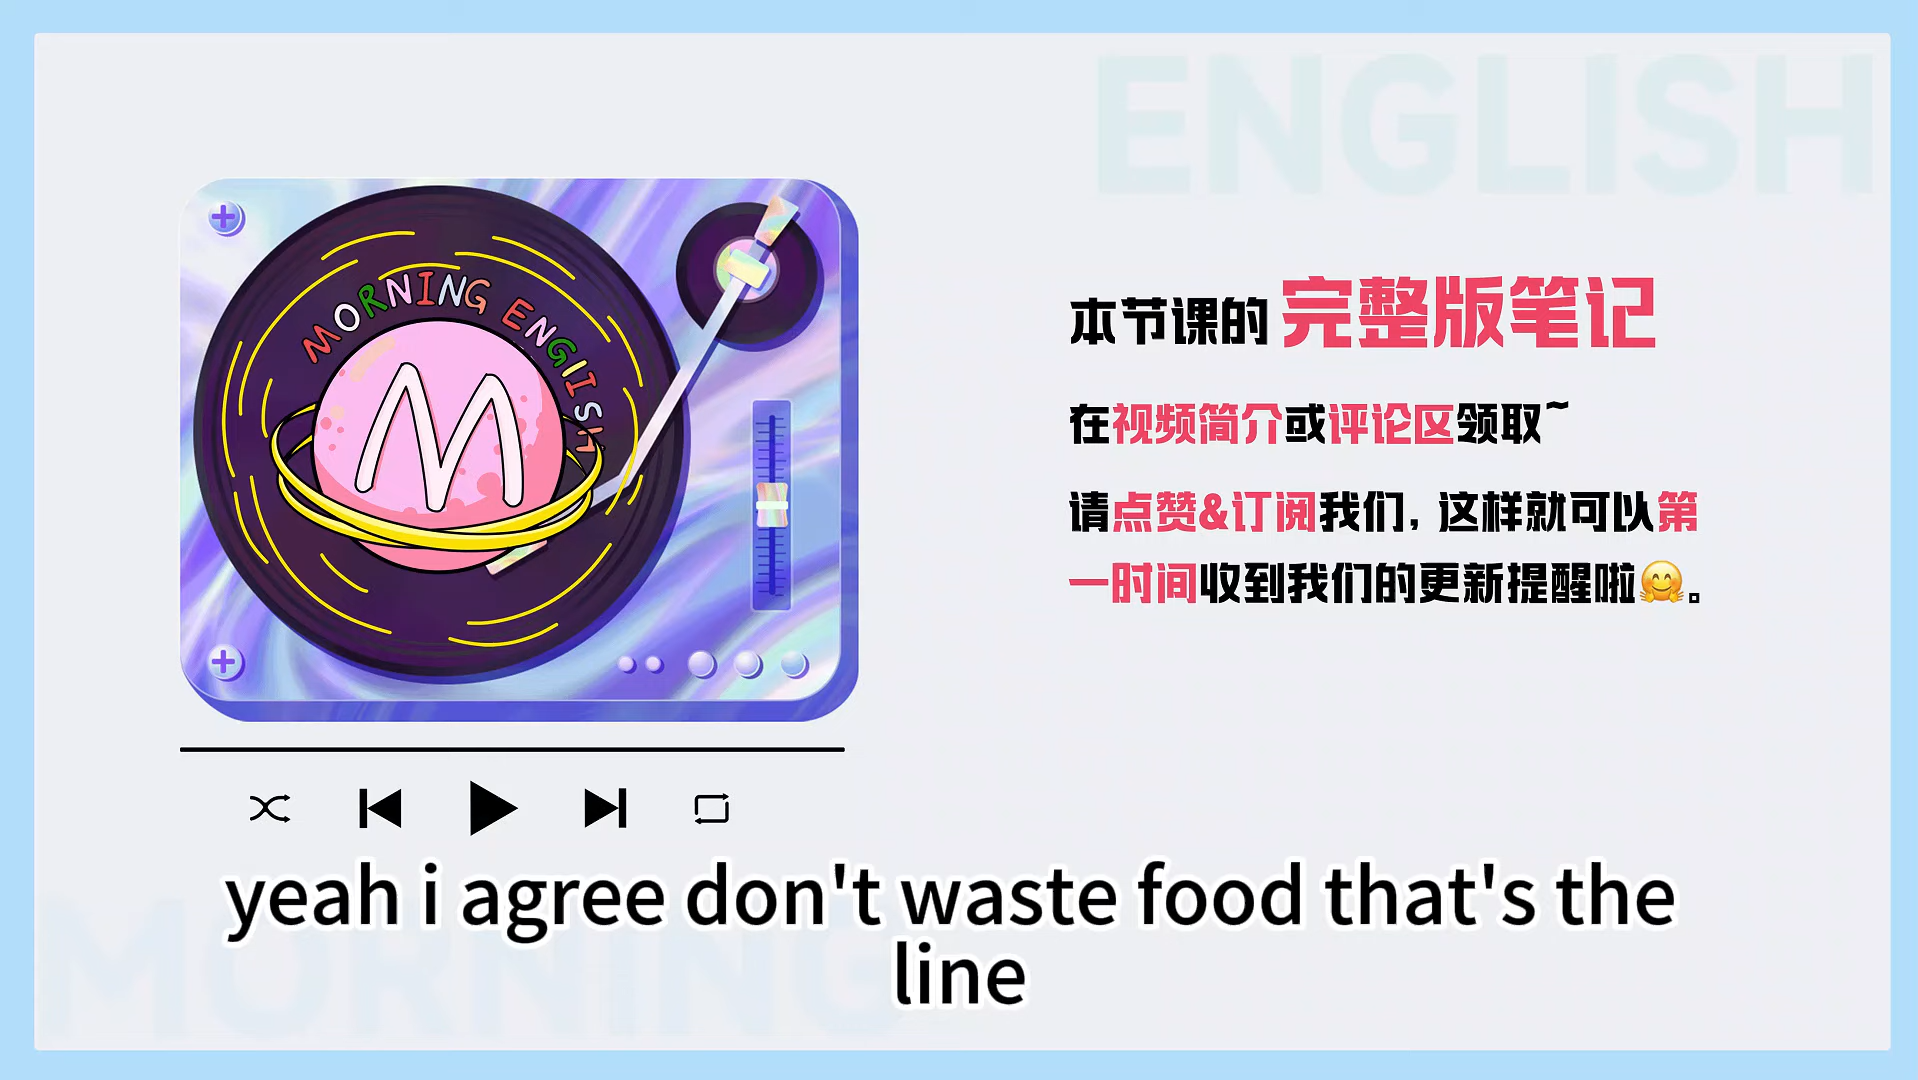 ENGLISH
MORNING ENGLISH
M
本节课的 完整版笔记
在视频简介或评论区领取~
请点赞&订阅我们, 这样就可以第
一时间收到我们的更新提醒啦🤗。
yeah i agree don't waste food that's the
line
MORNING